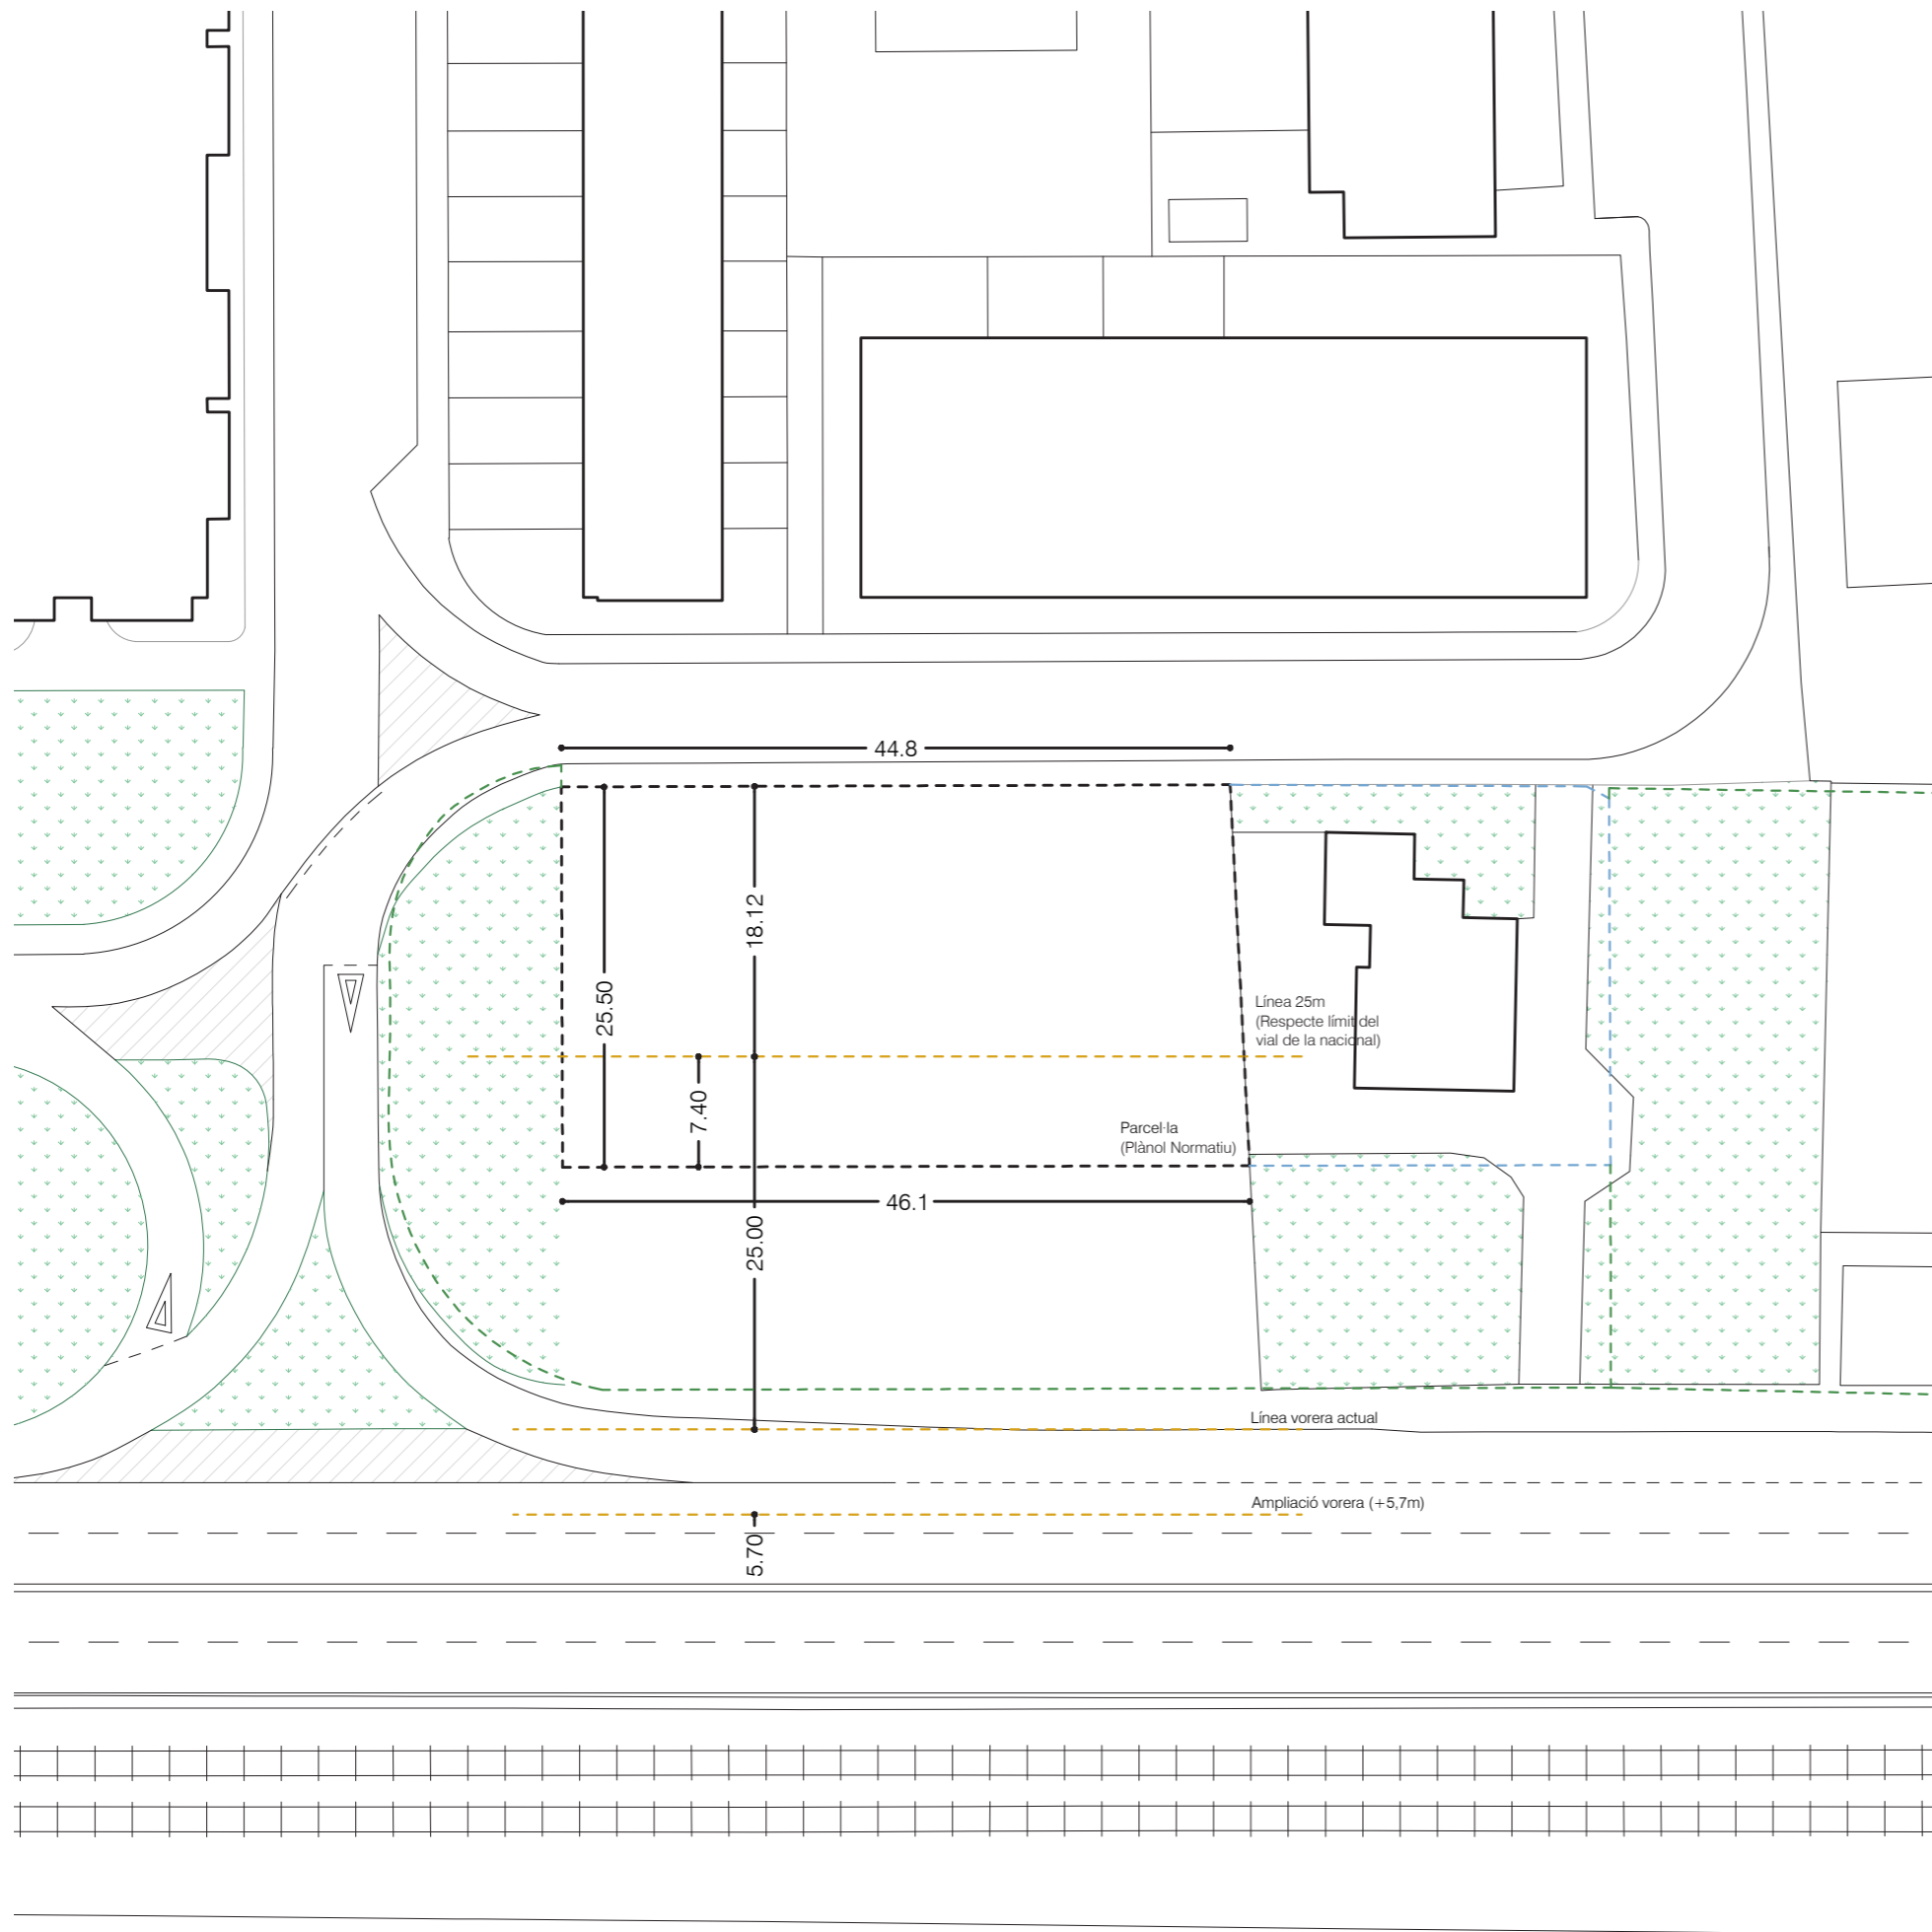 44.8
18.12
25.50
Línea 25m
(Respecte límit del
vial de la nacional)
7.40
Parcel·la
(Plànol Normatiu)
46.1
25.00
Línea vorera actual
Ampliació vorera (+5,7m)
5.70